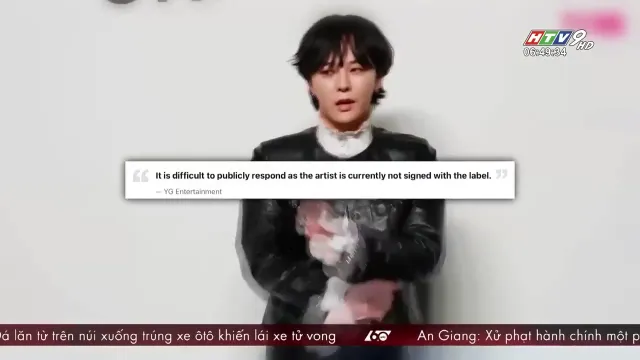 HTV9 HD
06:49:34
It is difficult to publicly respond as the artist is currently not signed with the label.
— YG Entertainment
Đá lăn từ trên núi xuống trúng xe ôtô khiến lái xe tử vong 60 An Giang: Xử phạt hành chính một